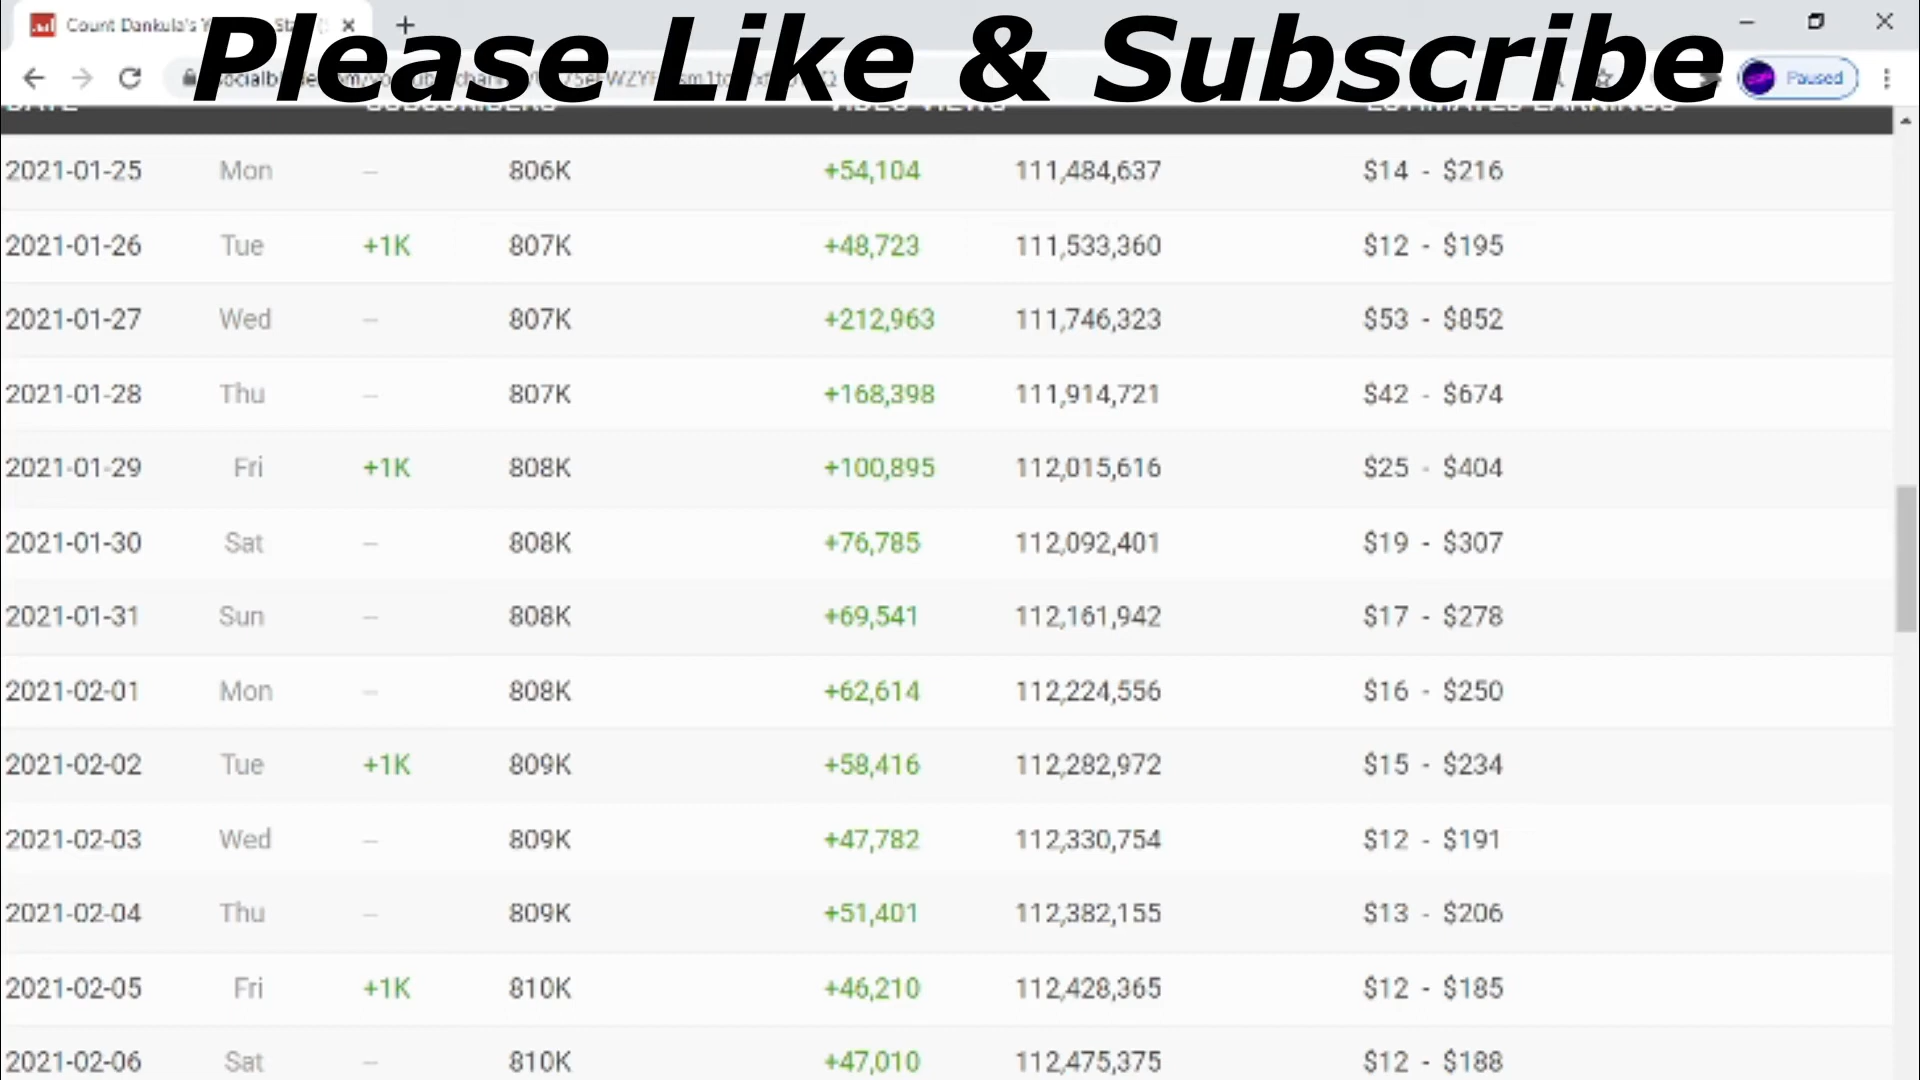 Count Dankula's
Please Like & Subscribe
Paused
DATE SUBSCRIBERS VIDEO VIEWS ESTIMATED EARNINGS
2021-01-25 Mon -- 806K +54,104 111,484,637 $14 - $216
2021-01-26 Tue +1K 807K +48,723 111,533,360 $12 - $195
2021-01-27 Wed -- 807K +212,963 111,746,323 $53 - $852
2021-01-28 Thu -- 807K +168,398 111,914,721 $42 - $674
2021-01-29 Fri +1K 808K +100,895 112,015,616 $25 - $404
2021-01-30 Sat -- 808K +76,785 112,092,401 $19 - $307
2021-01-31 Sun -- 808K +69,541 112,161,942 $17 - $278
2021-02-01 Mon -- 808K +62,614 112,224,556 $16 - $250
2021-02-02 Tue +1K 809K +58,416 112,282,972 $15 - $234
2021-02-03 Wed -- 809K +47,782 112,330,754 $12 - $191
2021-02-04 Thu -- 809K +51,401 112,382,155 $13 - $206
2021-02-05 Fri +1K 810K +46,210 112,428,365 $12 - $185
2021-02-06 Sat -- 810K +47,010 112,475,375 $12 - $188